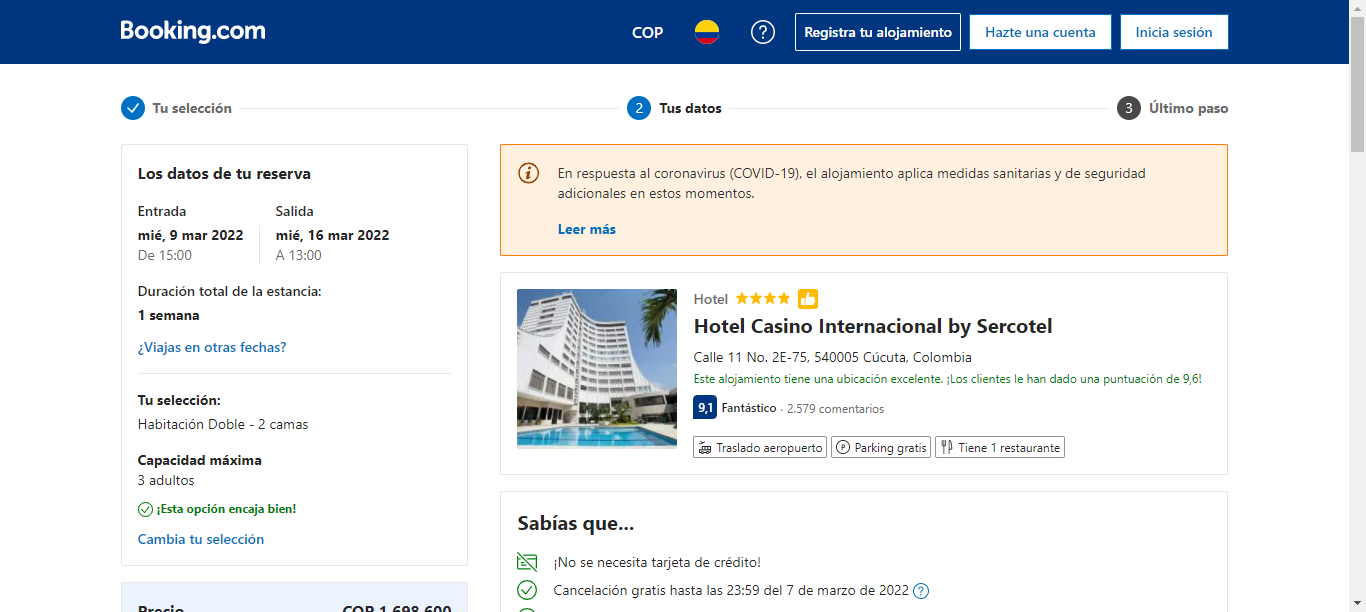 Booking.com
COP
?
Registra tu alojamiento
Hazte una cuenta
Inicia sesión
Tu selección
2 Tus datos
3 Último paso
Los datos de tu reserva
Entrada
Salida
mié, 9 mar 2022
mié, 16 mar 2022
De 15:00
A 13:00
Duración total de la estancia:
1 semana
¿Viajas en otras fechas?
Tu selección:
Habitación Doble - 2 camas
Capacidad máxima
3 adultos
¡Esta opción encaja bien!
Cambia tu selección
Precio COP 1.698.600
En respuesta al coronavirus (COVID-19), el alojamiento aplica medidas sanitarias y de seguridad
adicionales en estos momentos.
Leer más
Hotel
Hotel Casino Internacional by Sercotel
Calle 11 No. 2E-75, 540005 Cúcuta, Colombia
Este alojamiento tiene una ubicación excelente. ¡Los clientes le han dado una puntuación de 9,6!
9,1 Fantástico · 2.579 comentarios
Traslado aeropuerto
P Parking gratis
Tiene 1 restaurante
Sabías que...
¡No se necesita tarjeta de crédito!
Cancelación gratis hasta las 23:59 del 7 de marzo de 2022 ?